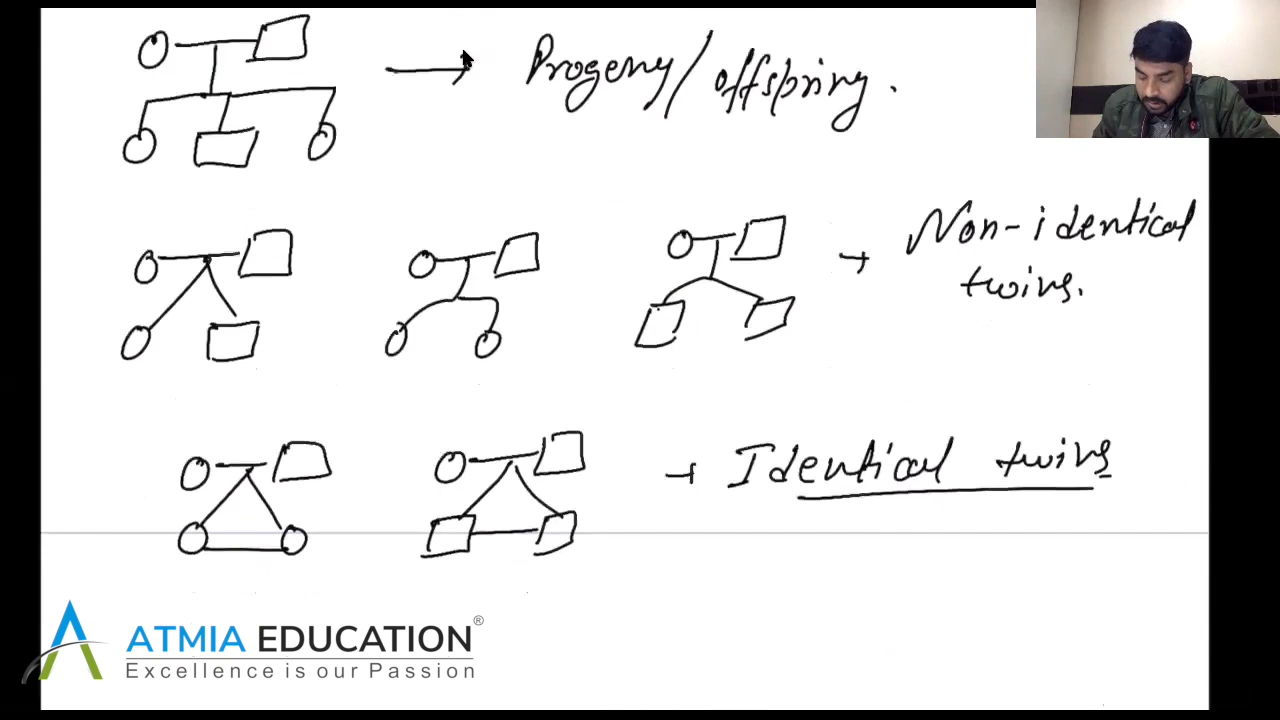 Progeny/offspring.
Non-identical
twins.
Identical twins
ATMIA EDUCATION®
Excellence is our Passion